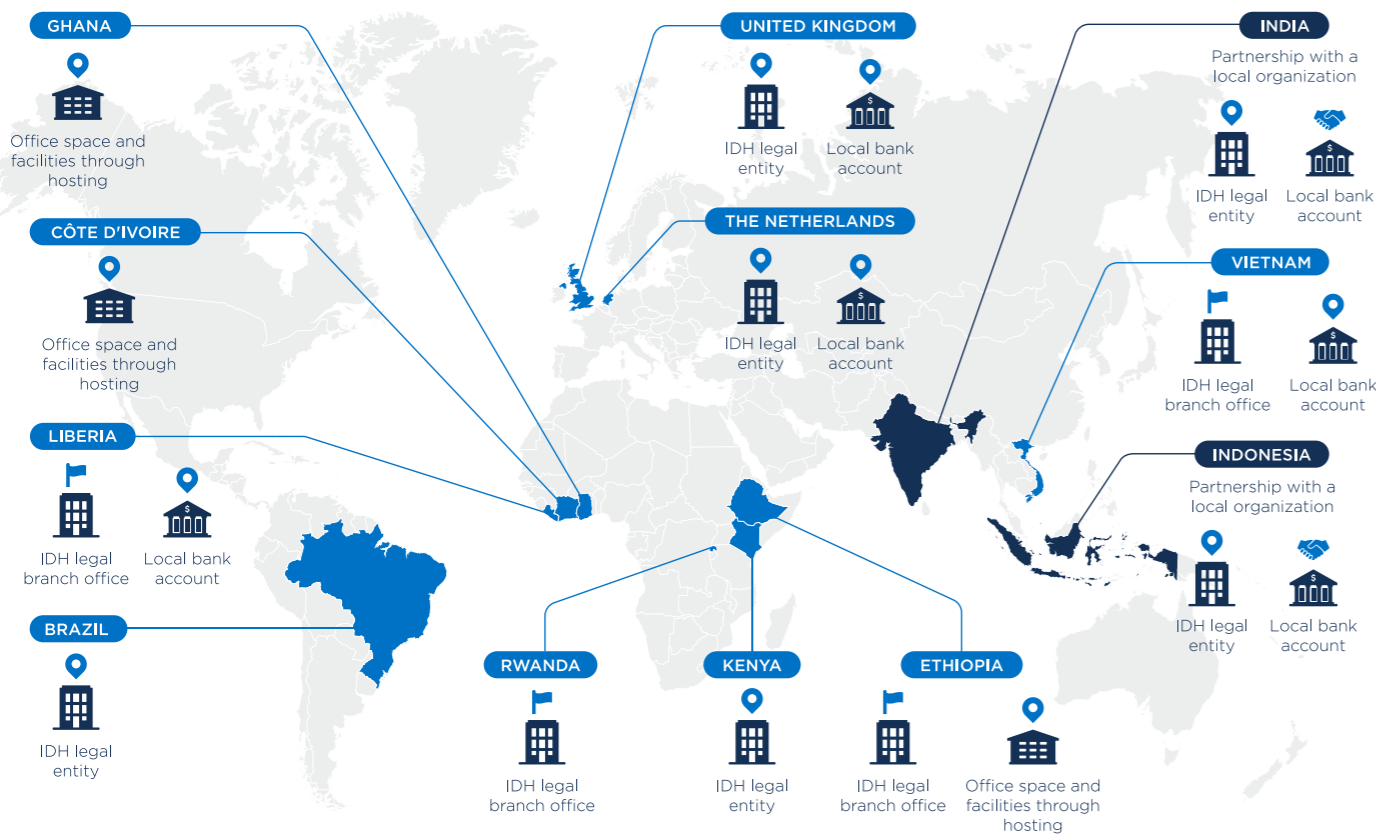 GHANA
Office space and
facilities through
hosting
CÔTE D'IVOIRE
Office space and
facilities through
hosting
LIBERIA
IDH legal
branch office
$
Local bank
account
BRAZIL
IDH legal
entity
UNITED KINGDOM
IDH legal
entity
$
Local bank
account
THE NETHERLANDS
IDH legal
entity
$
Local bank
account
RWANDA
IDH legal
branch office
KENYA
IDH legal
entity
ETHIOPIA
IDH legal
branch office
Office space and
facilities through
hosting
INDIA
Partnership with a
local organization
IDH legal
entity
$
Local bank
account
VIETNAM
IDH legal
branch office
$
Local bank
account
INDONESIA
Partnership with a
local organization
IDH legal
entity
$
Local bank
account